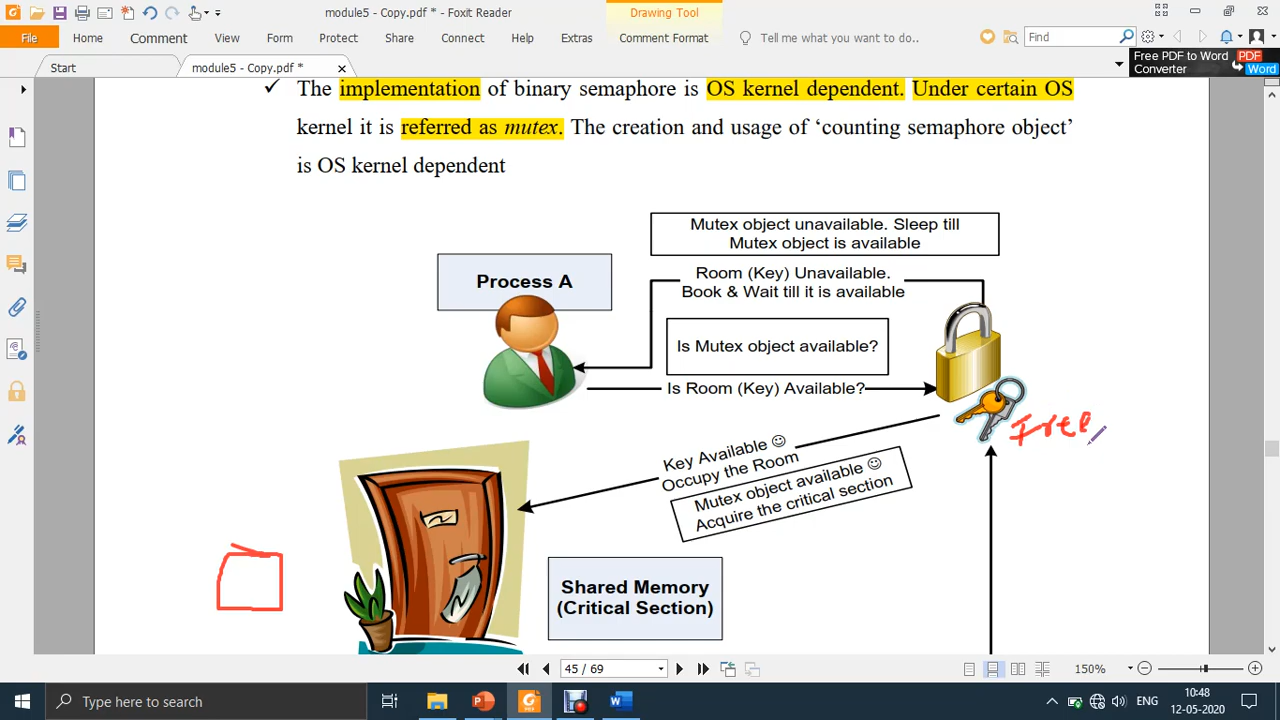 module5 - Copy.pdf * - Foxit Reader
Drawing Tool
File
Home
Comment
View
Form
Protect
Share
Connect
Help
Extras
Comment Format
Tell me what you want to do..
Find
Start
module5 - Copy.pdf *
Free PDF to Word
Converter
PDF
Word
✓ The implementation of binary semaphore is OS kernel dependent. Under certain OS
kernel it is referred as mutex. The creation and usage of ‘counting semaphore object’
is OS kernel dependent
Mutex object unavailable. Sleep till
Mutex object is available
Process A
Room (Key) Unavailable.
Book & Wait till it is available
Is Mutex object available?
Is Room (Key) Available?
Free
Key Available ☺
Occupy the Room
Mutex object available ☺
Acquire the critical section
Shared Memory
(Critical Section)
45 / 69
150%
Type here to search
ENG
10:48
12-05-2020